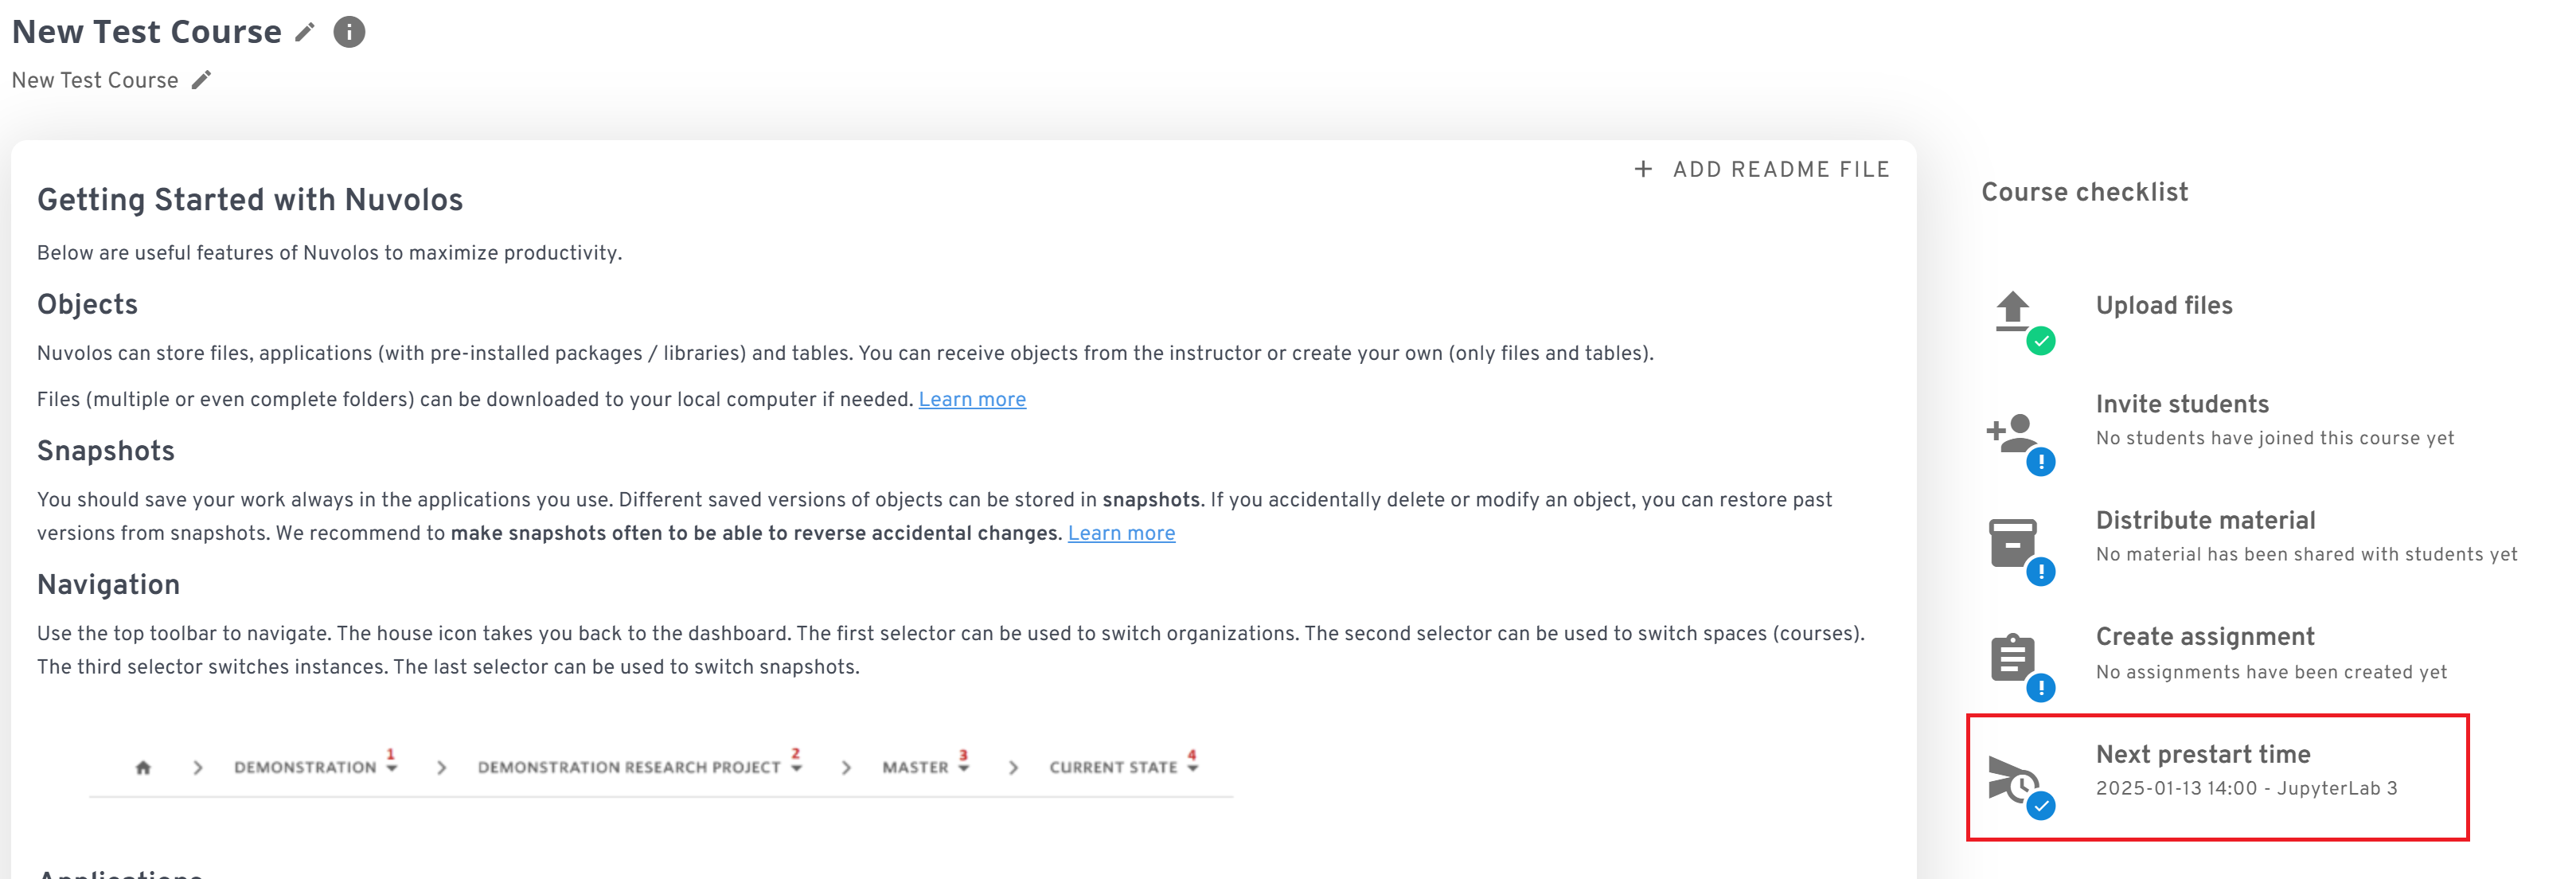 New Test Course
New Test Course
+ ADD README FILE
Getting Started with Nuvolos
Below are useful features of Nuvolos to maximize productivity.
Objects
Nuvolos can store files, applications (with pre-installed packages / libraries) and tables. You can receive objects from the instructor or create your own (only files and tables).
Files (multiple or even complete folders) can be downloaded to your local computer if needed. Learn more
Snapshots
You should save your work always in the applications you use. Different saved versions of objects can be stored in snapshots. If you accidentally delete or modify an object, you can restore past
versions from snapshots. We recommend to make snapshots often to be able to reverse accidental changes. Learn more
Navigation
Use the top toolbar to navigate. The house icon takes you back to the dashboard. The first selector can be used to switch organizations. The second selector can be used to switch spaces (courses).
The third selector switches instances. The last selector can be used to switch snapshots.
> DEMONSTRATION 1 > DEMONSTRATION RESEARCH PROJECT 2 > MASTER 3 > CURRENT STATE 4
Course checklist
Upload files
Invite students
No students have joined this course yet
Distribute material
No material has been shared with students yet
Create assignment
No assignments have been created yet
Next prestart time
2025-01-13 14:00 - JupyterLab 3